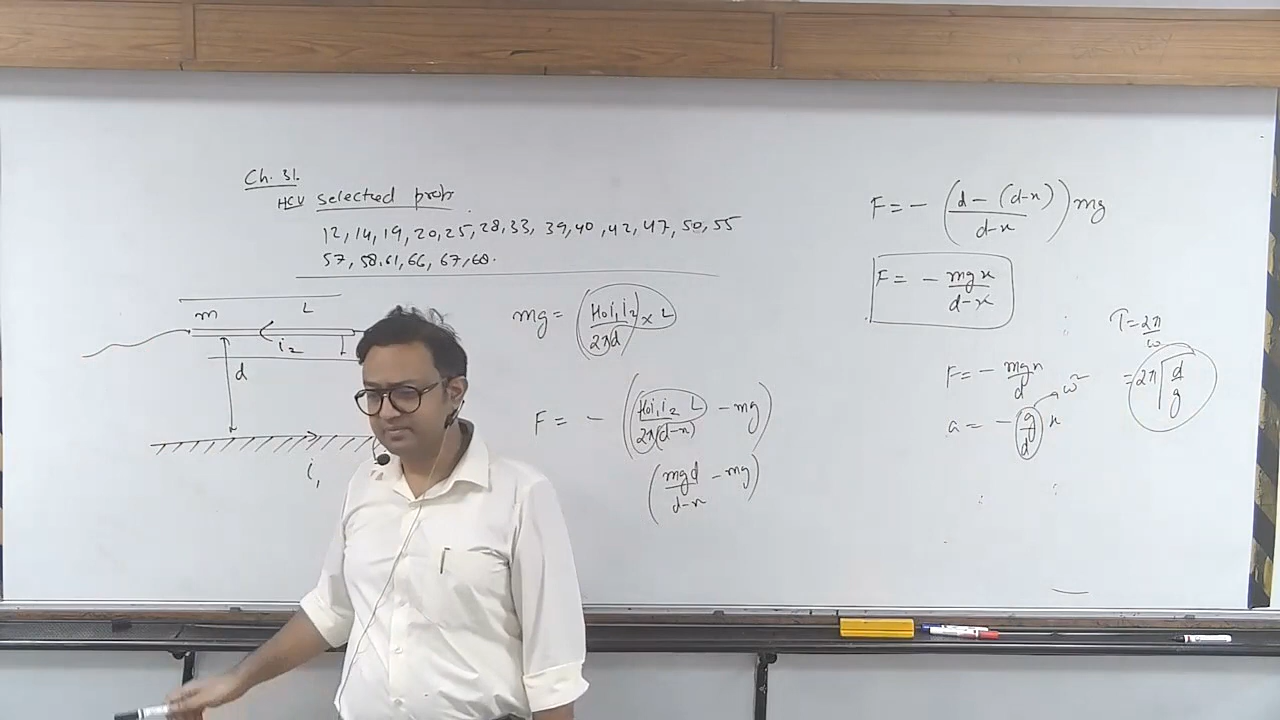 Ch. 31.
HCV selected prob.
12, 14, 19, 20, 25, 28, 33, 39, 40, 42, 47, 50, 55
57, 58, 61, 66, 67, 68.
L
m
i₂
d
i₁
mg = (μ₀i₁i₂/2πd) × L
F = - (μ₀i₁i₂L/2π(d-x) - mg)
(mgd/d-x - mg)
F = - (d - (d-x)/d-x) mg
F = - mgx/d-x
F = - mgx/d
a = - (g/d) x
ω²
T = 2π/ω
= 2π√d/g